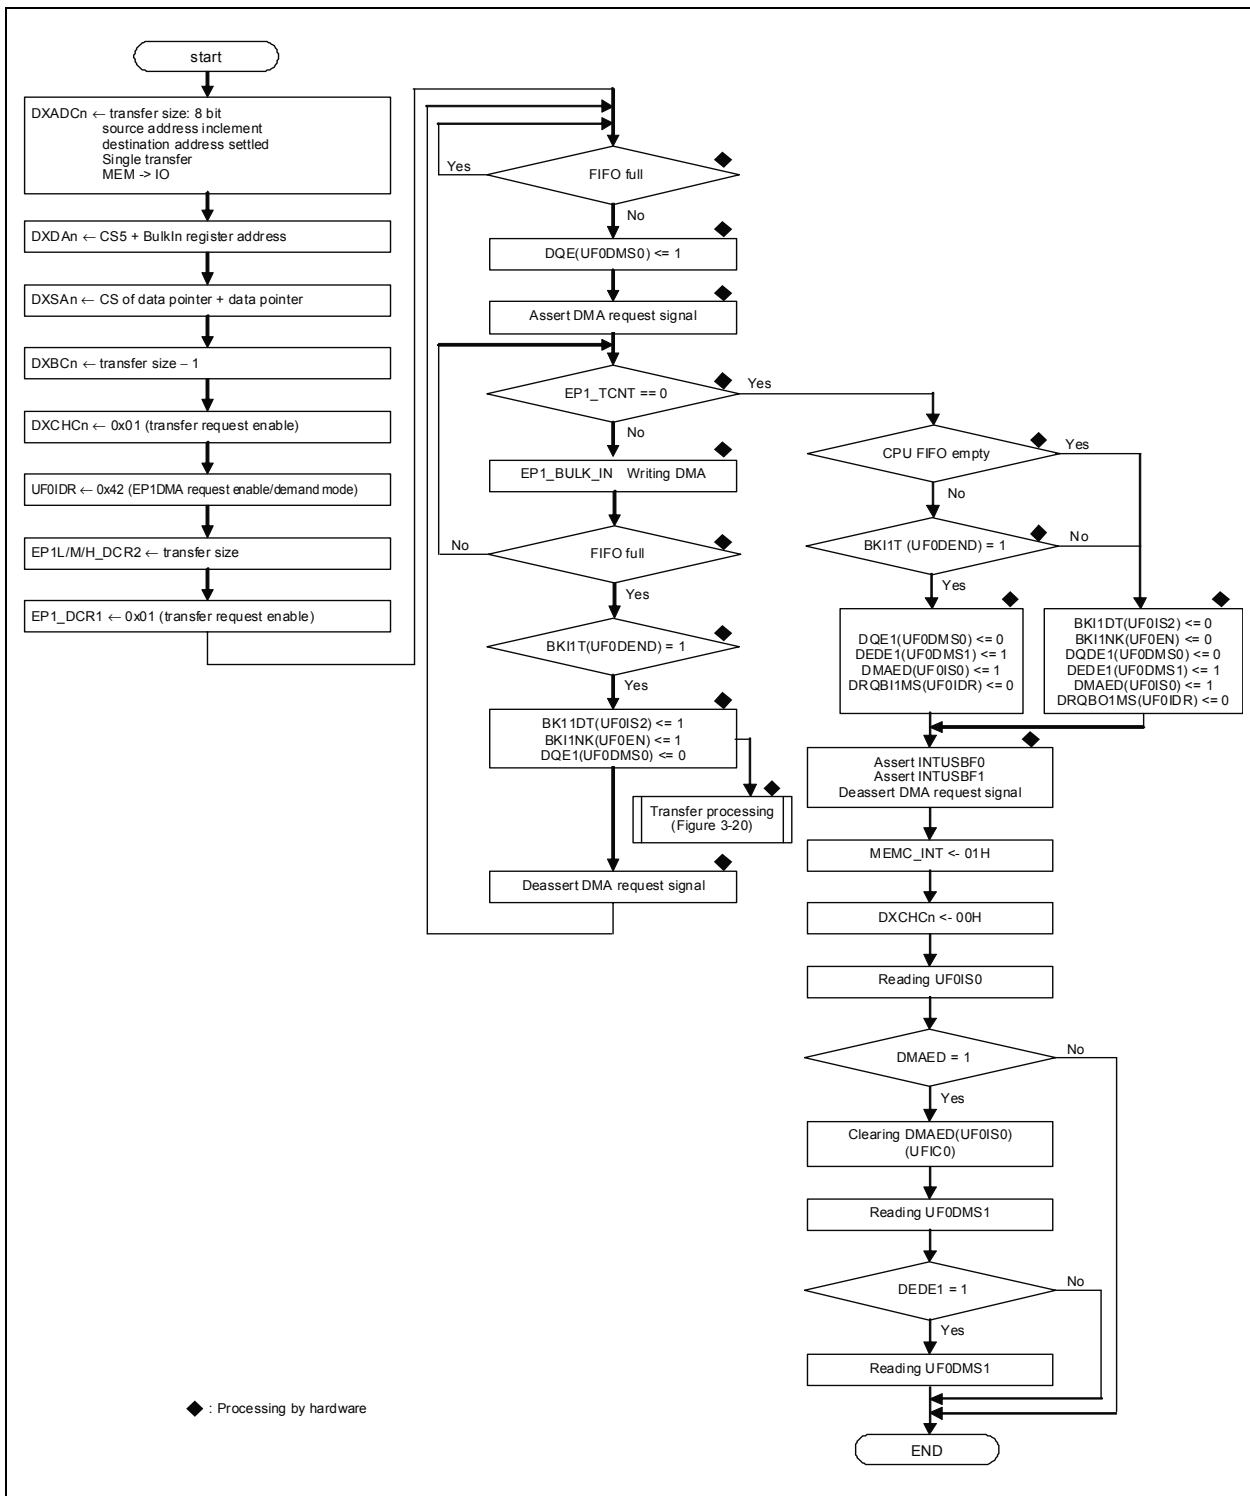 start
DXADCn ← transfer size: 8 bit
source address inclement
destination address settled
Single transfer
MEM -> IO
DXDAn ← CS5 + BulkIn register address
DXSAn ← CS of data pointer + data pointer
DXBCn ← transfer size – 1
DXCHCn ← 0x01 (transfer request enable)
UF0IDR ← 0x42 (EP1DMA request enable/demand mode)
EP1L/M/H_DCR2 ← transfer size
EP1_DCR1 ← 0x01 (transfer request enable)
FIFO full
Yes
No
DQE(UF0DMS0) <= 1
Assert DMA request signal
EP1_TCNT == 0
Yes
No
EP1_BULK_IN Writing DMA
FIFO full
No
Yes
BKI1T(UF0DEND) = 1
Yes
BK11DT(UF0IS2) <= 1
BKI1NK(UF0EN) <= 1
DQE1(UF0DMS0) <= 0
Transfer processing
(Figure 3-20)
Deassert DMA request signal
CPU FIFO empty
Yes
No
BKI1T (UF0DEND) = 1
No
Yes
DQE1(UF0DMS0) <= 0
DEDE1(UF0DMS1) <= 1
DMAED(UF0IS0) <= 1
DRQBI1MS(UF0IDR) <= 0
BKI1DT(UF0IS2) <= 0
BKI1NK(UF0EN) <= 0
DQDE1(UF0DMS0) <= 0
DEDE1(UF0DMS1) <= 1
DMAED(UF0IS0) <= 1
DRQBO1MS(UF0IDR) <= 0
Assert INTUSBF0
Assert INTUSBF1
Deassert DMA request signal
MEMC_INT <- 01H
DXCHCn <- 00H
Reading UF0IS0
DMAED = 1
No
Yes
Clearing DMAED(UF0IS0)
(UFIC0)
Reading UF0DMS1
DEDE1 = 1
No
Yes
Reading UF0DMS1
END
◆ : Processing by hardware